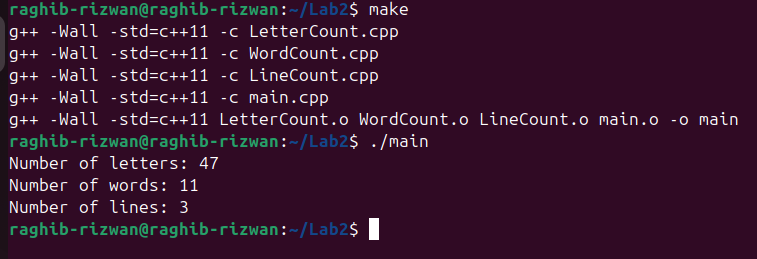 raghib-rizwan@raghib-rizwan:~/Lab2$ make
g++ -Wall -std=c++11 -c LetterCount.cpp
g++ -Wall -std=c++11 -c WordCount.cpp
g++ -Wall -std=c++11 -c LineCount.cpp
g++ -Wall -std=c++11 -c main.cpp
g++ -Wall -std=c++11 LetterCount.o WordCount.o LineCount.o main.o -o main
raghib-rizwan@raghib-rizwan:~/Lab2$ ./main
Number of letters: 47
Number of words: 11
Number of lines: 3
raghib-rizwan@raghib-rizwan:~/Lab2$